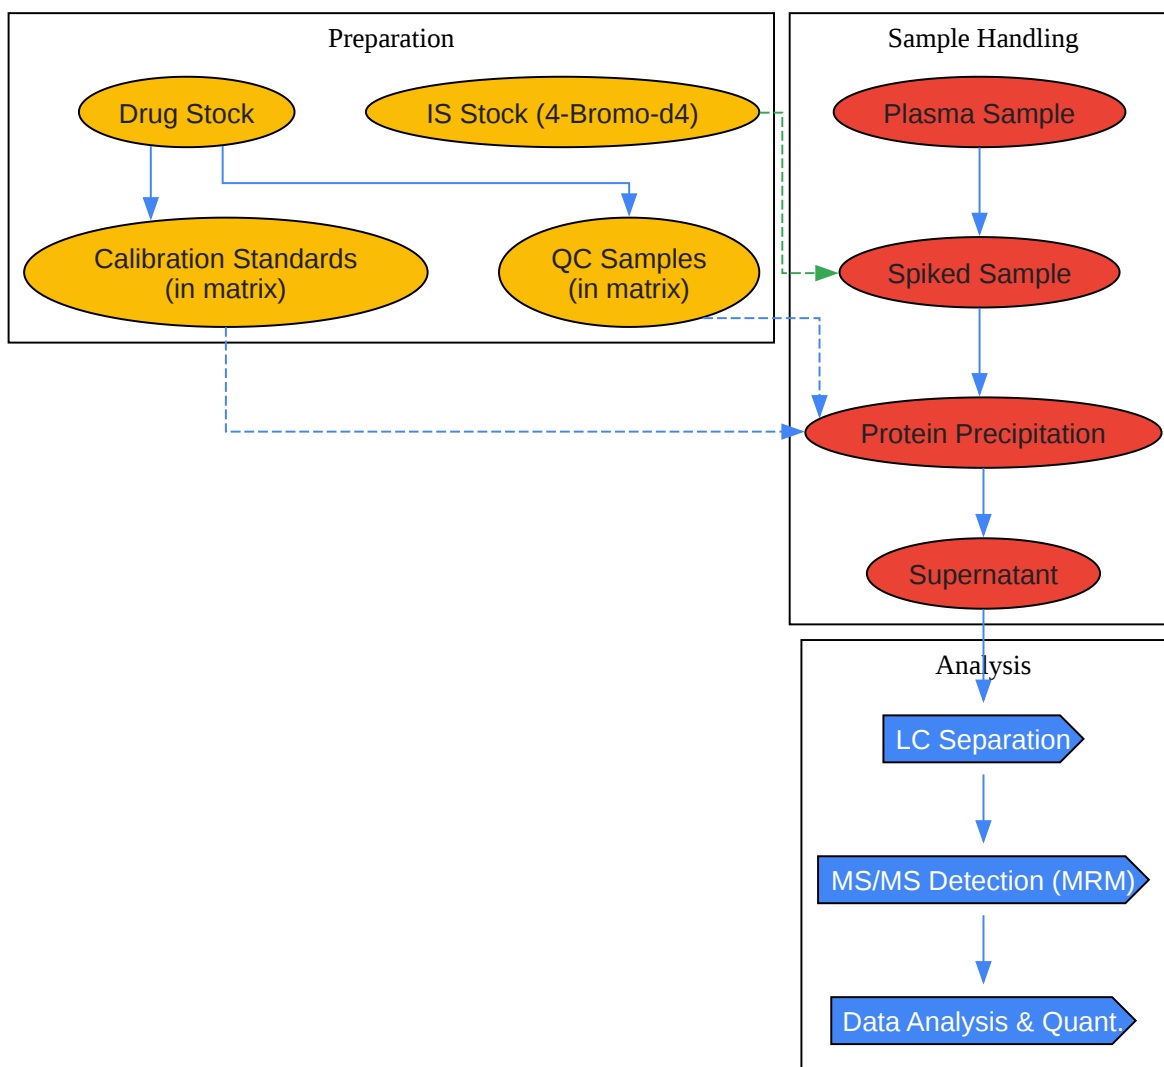 Preparation
Drug Stock
IS Stock (4-Bromo-d4)
Calibration Standards
(in matrix)
QC Samples
(in matrix)
Sample Handling
Plasma Sample
Spiked Sample
Protein Precipitation
Supernatant
Analysis
LC Separation
MS/MS Detection (MRM)
Data Analysis & Quant.